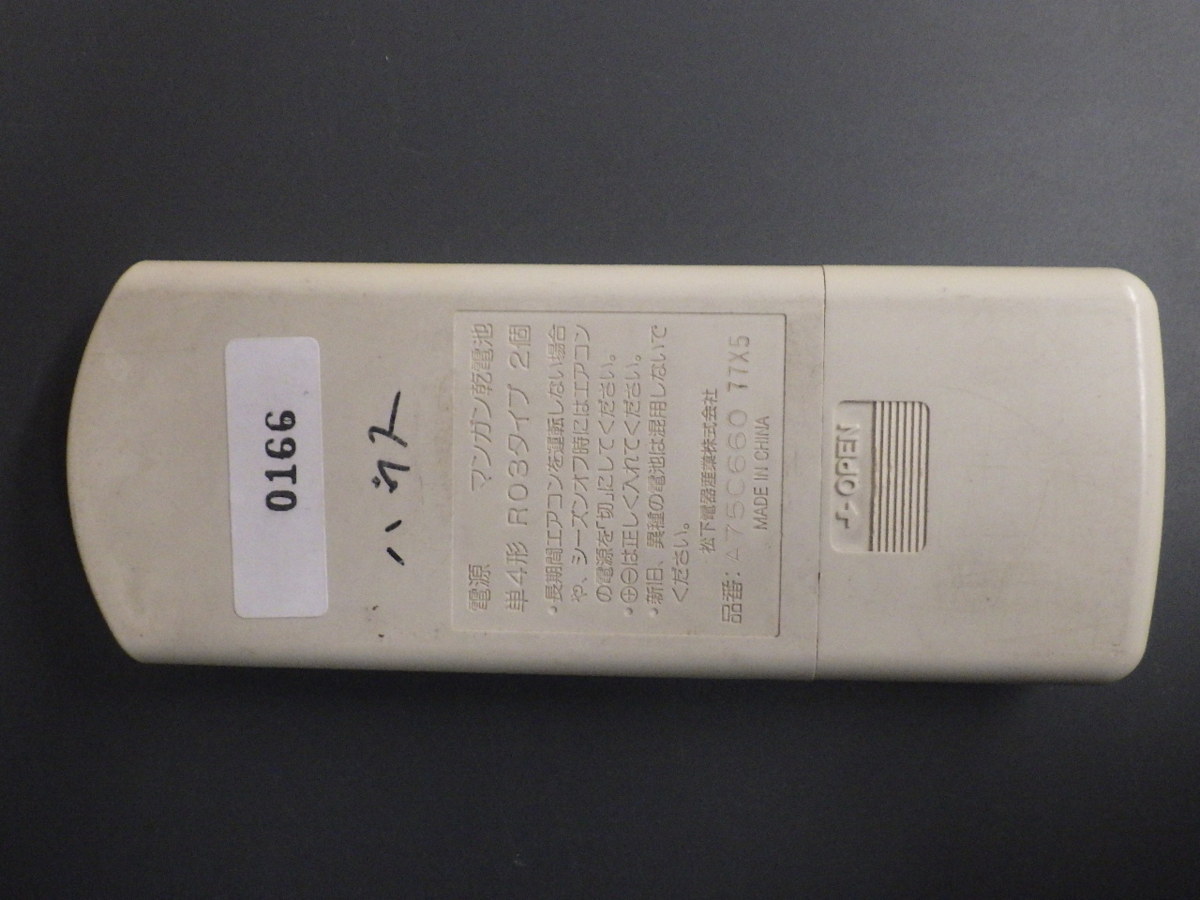 0166
電源 マンガン乾電池
単4形 R03タイプ 2個
・長期間エアコンを運転しない場合
や、シーズンオフ時にはエアコン
の電源を「切」にしてください。
・⊕⊖は正しく入れてください。
・新旧、異種の電池は混用しないで
ください。
松下電器産業株式会社
品番: A75C660 77X5
MADE IN CHINA
OPEN